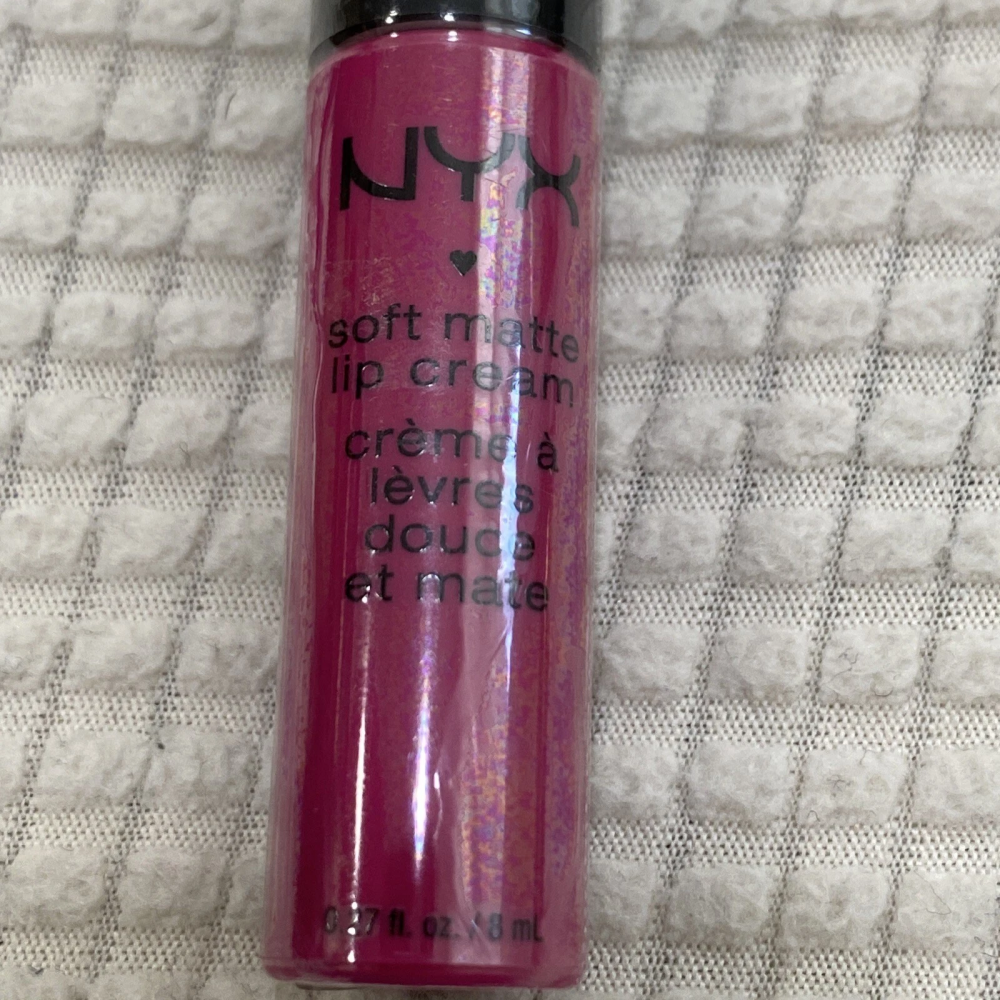 NYX
soft matte
lip cream
crème à
lèvres
douce
et mate
0.27 fl. oz. / 8 mL